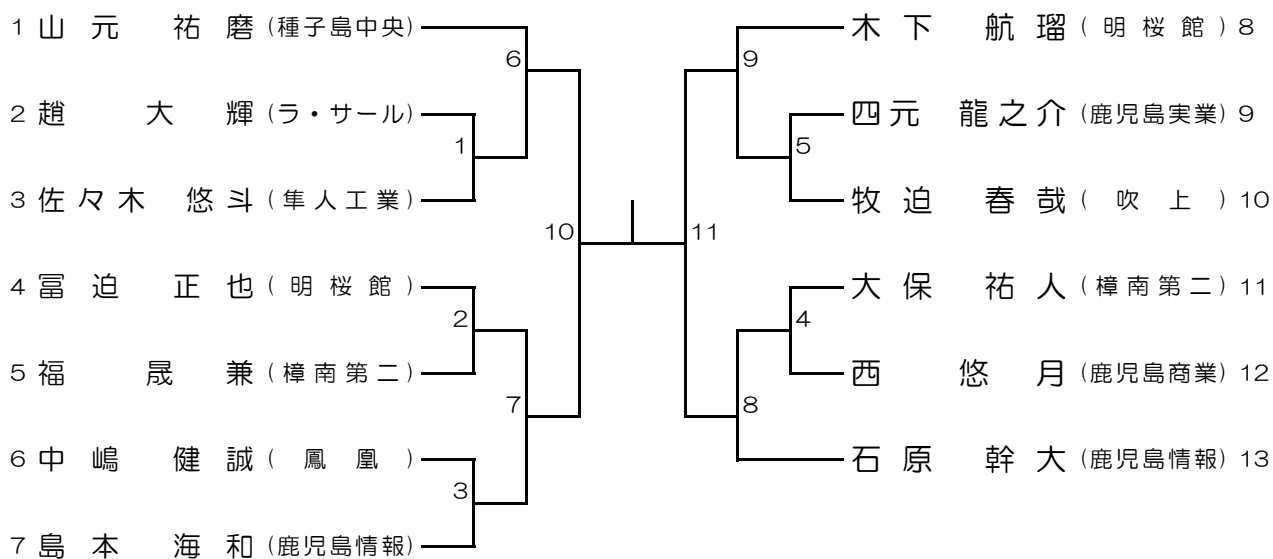 1 山元 祐磨 (種子島中央)
6
2 趙 大輝 (ラ・サール)
1
3 佐々木 悠斗 (隼人工業)
10
4 冨迫 正也 (明桜館)
2
5 福 晟兼 (樟南第二)
7
6 中嶋 健誠 (鳳凰)
3
7 島本 海和 (鹿児島情報)
木下 航瑠 (明桜館) 8
9
四元 龍之介 (鹿児島実業) 9
5
牧迫 春哉 (吹上) 10
11
大保 祐人 (樟南第二) 11
4
西 悠月 (鹿児島商業) 12
8
石原 幹大 (鹿児島情報) 13